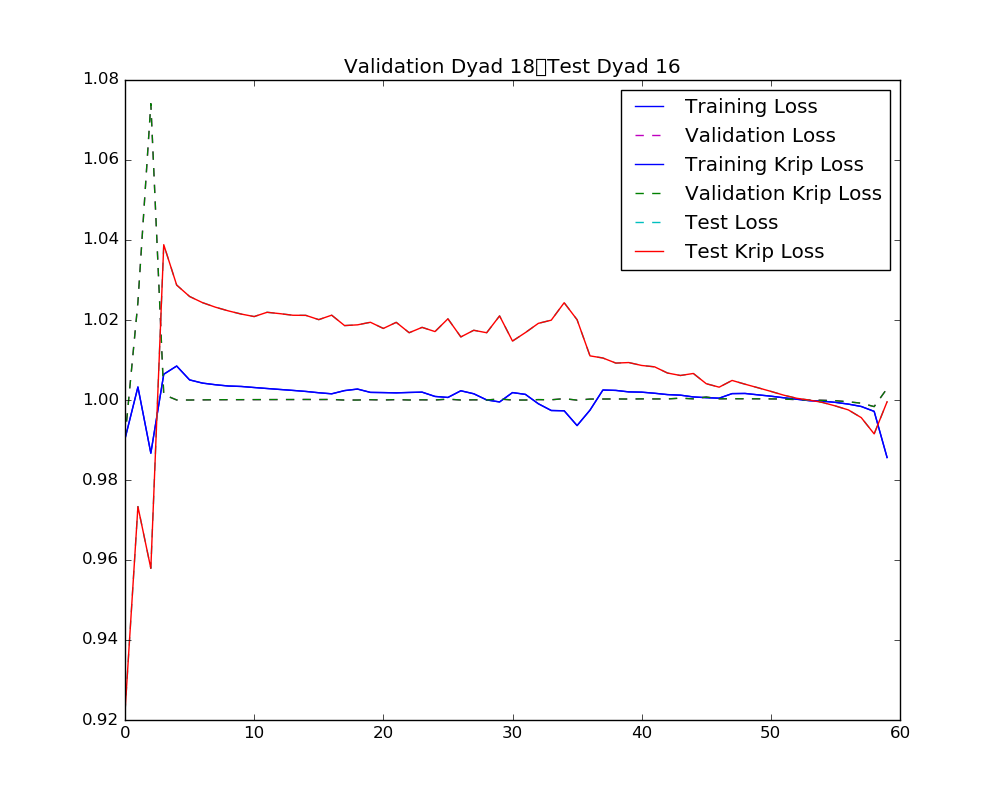 Validation Dyad 18▯Test Dyad 16
1.08
1.06
1.04
1.02
1.00
0.98
0.96
0.94
0.92
0 10 20 30 40 50 60
Training Loss
Validation Loss
Training Krip Loss
Validation Krip Loss
Test Loss
Test Krip Loss